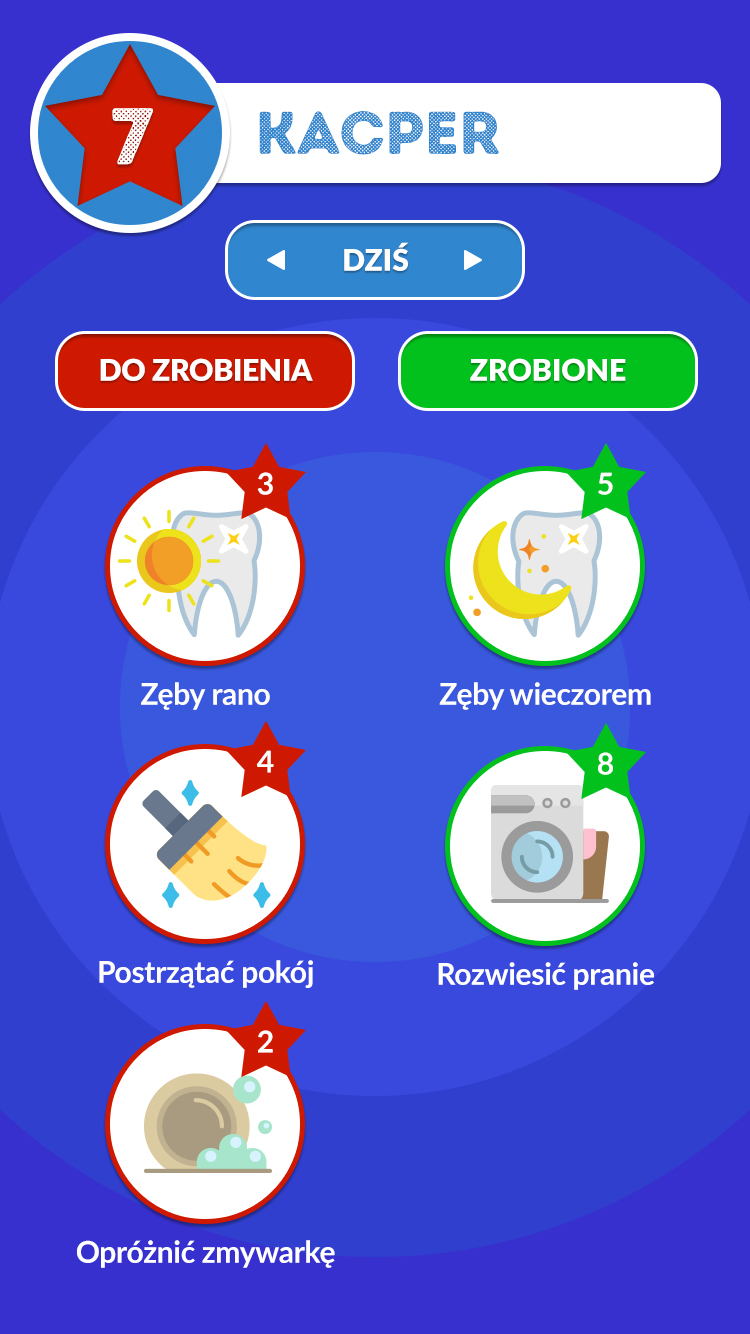 7
KACPER
DZIŚ
DO ZROBIENIA
ZROBIONE
3
Zęby rano
5
Zęby wieczorem
4
Postrzątać pokój
8
Rozwiesić pranie
2
Opróżnić zmywarkę